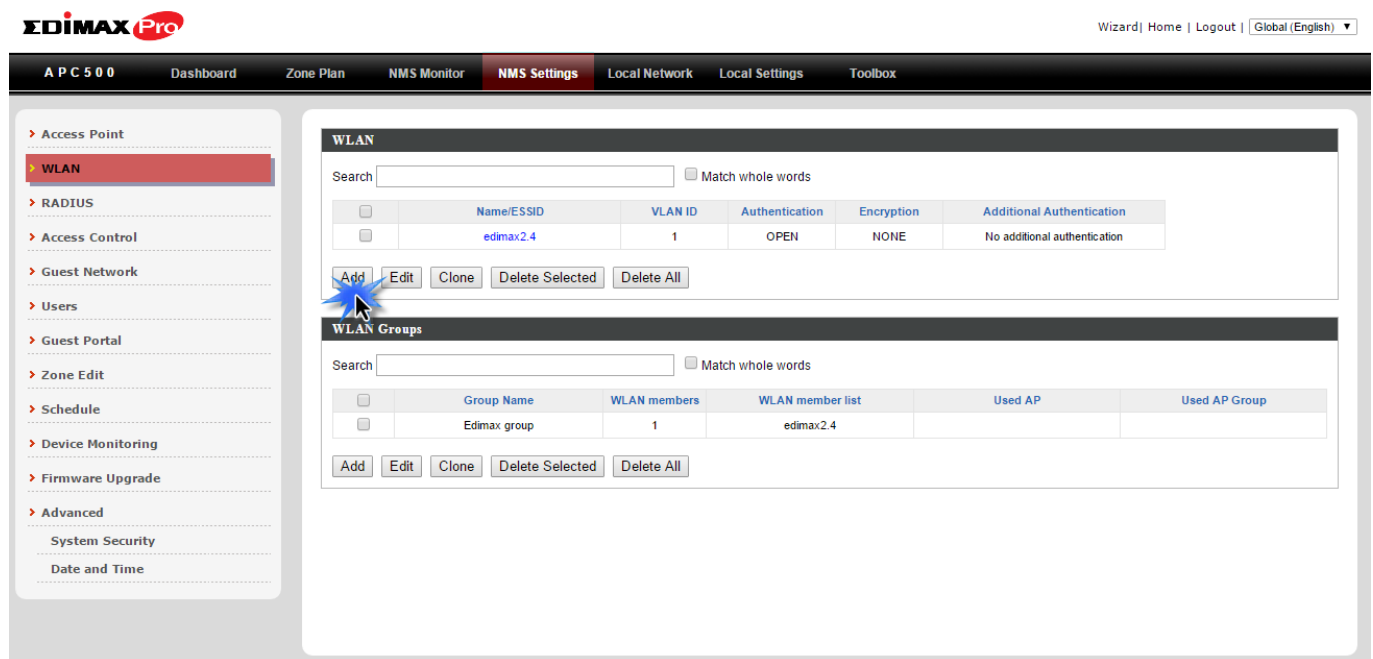 EDIMAX Pro
Wizard| Home | Logout | Global (English)
APC500 Dashboard Zone Plan NMS Monitor NMS Settings Local Network Local Settings Toolbox
Access Point
WLAN
RADIUS
Access Control
Guest Network
Users
Guest Portal
Zone Edit
Schedule
Device Monitoring
Firmware Upgrade
Advanced
System Security
Date and Time
WLAN
Search Match whole words
Name/ESSID VLAN ID Authentication Encryption Additional Authentication
edimax2.4 1 OPEN NONE No additional authentication
Add Edit Clone Delete Selected Delete All
WLAN Groups
Search Match whole words
Group Name WLAN members WLAN member list Used AP Used AP Group
Edimax group 1 edimax2.4
Add Edit Clone Delete Selected Delete All